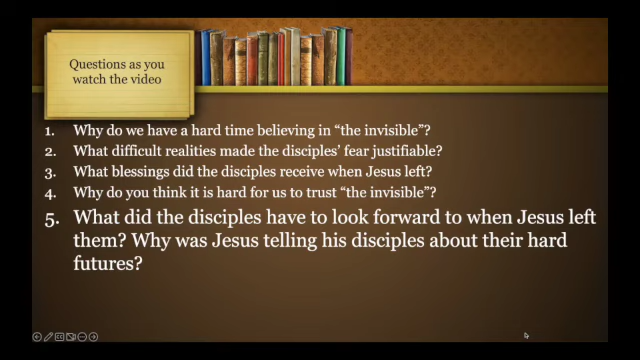 Questions as you
watch the video
1. Why do we have a hard time believing in “the invisible”?
2. What difficult realities made the disciples’ fear justifiable?
3. What blessings did the disciples receive when Jesus left?
4. Why do you think it is hard for us to trust “the invisible”?
5. What did the disciples have to look forward to when Jesus left
them? Why was Jesus telling his disciples about their hard
futures?